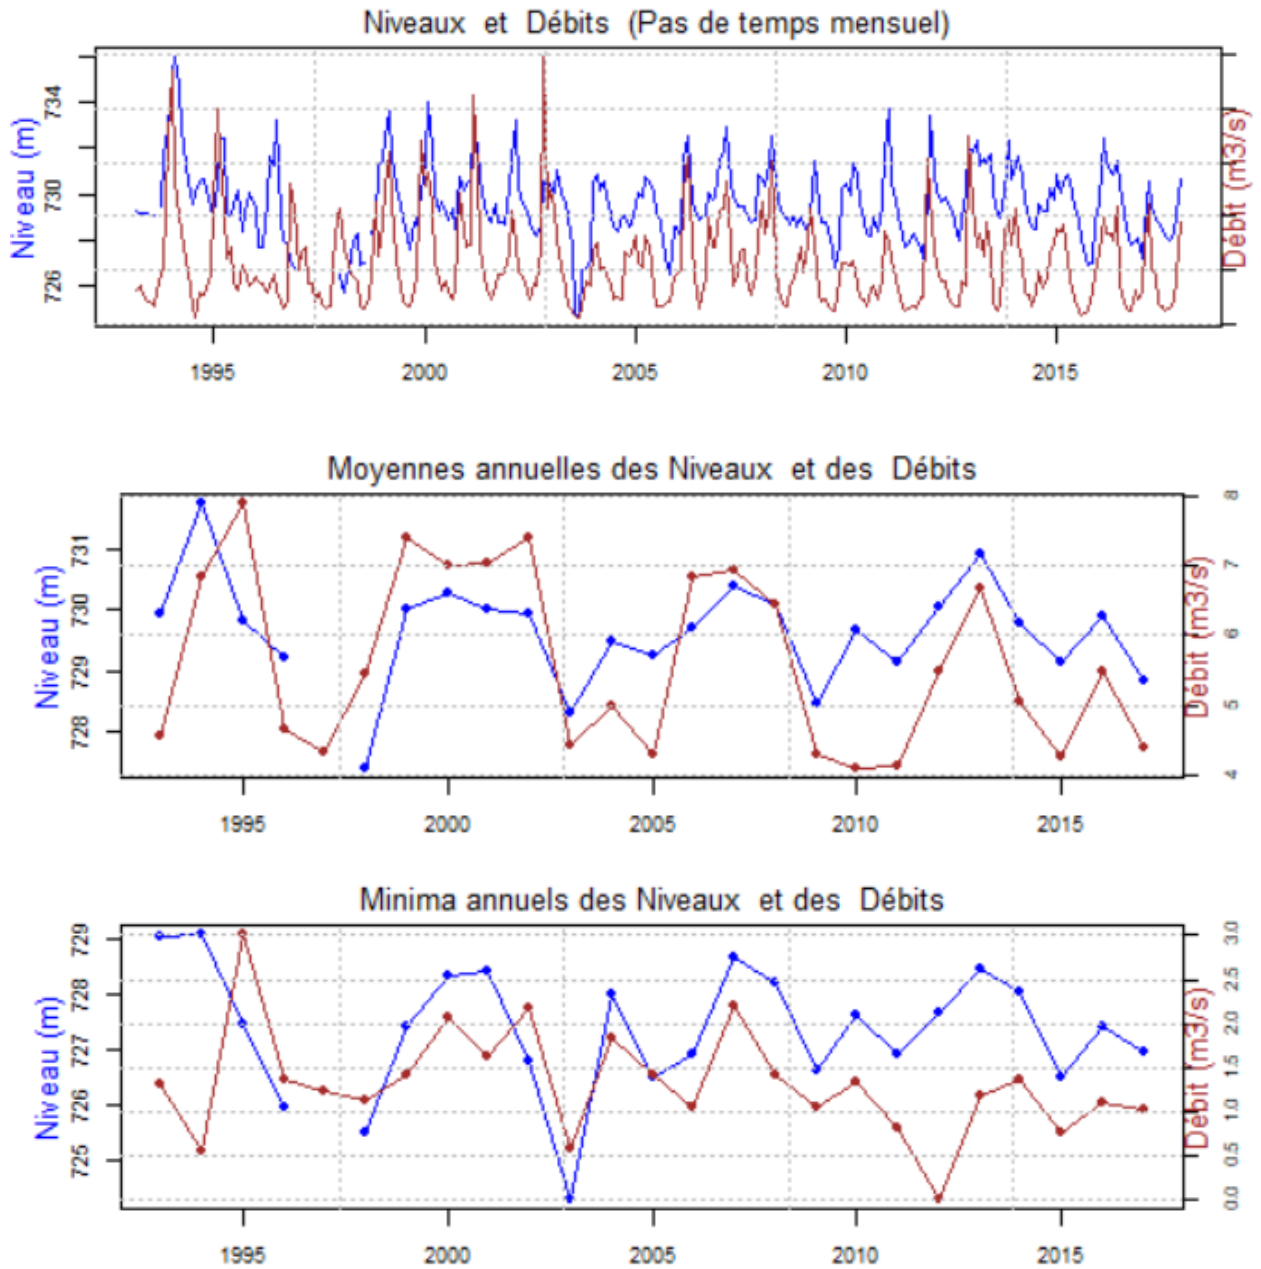 Niveaux et Débits (Pas de temps mensuel)
Niveau (m)
726
730
734
Débit (m3/s)
1995 2000 2005 2010 2015
Moyennes annuelles des Niveaux et des Débits
Niveau (m)
728
729
730
731
Débit (m3/s)
4
5
6
7
8
1995 2000 2005 2010 2015
Minima annuels des Niveaux et des Débits
Niveau (m)
725
726
727
728
729
Débit (m3/s)
0.0
0.5
1.0
1.5
2.0
2.5
3.0
1995 2000 2005 2010 2015